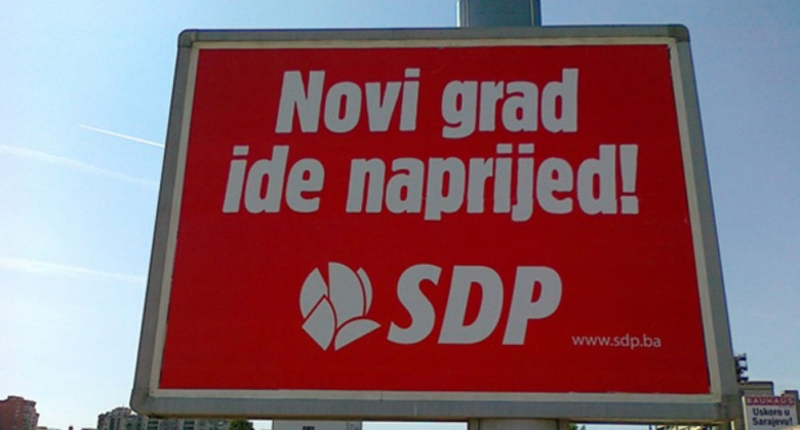 Novi grad
ide naprijed!
SDP
www.sdp.ba
BAUHAUS
Uskoro u
Sarajevu!